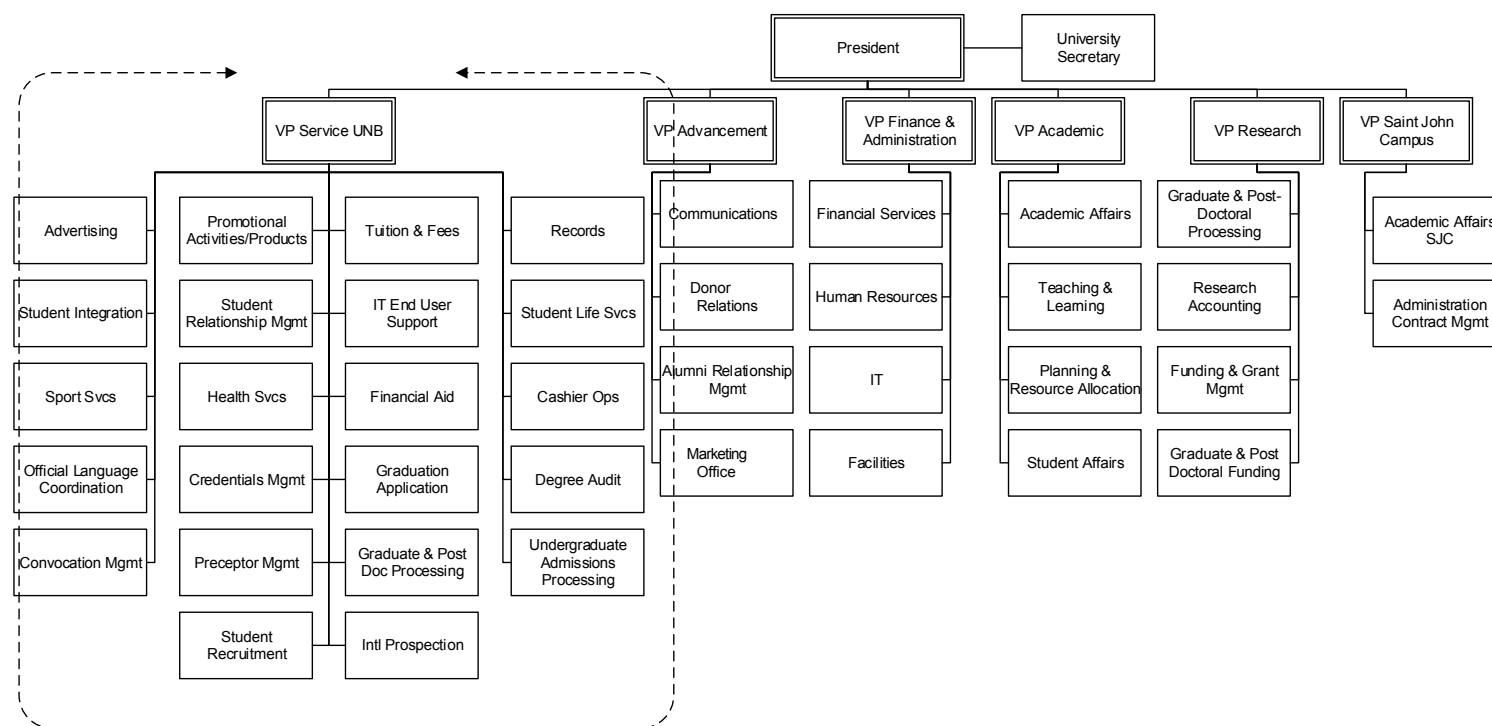 President
University
Secretary
VP Service UNB
VP Advancement
VP Finance &
Administration
VP Academic
VP Research
VP Saint John
Campus
Advertising
Student Integration
Sport Svcs
Official Language
Coordination
Convocation Mgmt
Promotional
Activities/Products
Student
Relationship Mgmt
Health Svcs
Credentials Mgmt
Preceptor Mgmt
Student
Recruitment
Tuition & Fees
IT End User
Support
Financial Aid
Graduation
Application
Graduate & Post
Doc Processing
Intl Prospection
Records
Student Life Svcs
Cashier Ops
Degree Audit
Undergraduate
Admissions
Processing
Communications
Donor
Relations
Alumni Relationship
Mgmt
Marketing
Office
Financial Services
Human Resources
IT
Facilities
Academic Affairs
Teaching &
Learning
Planning &
Resource Allocation
Student Affairs
Graduate & Post-
Doctoral
Processing
Research
Accounting
Funding & Grant
Mgmt
Graduate & Post
Doctoral Funding
Academic Affairs
SJC
Administration
Contract Mgmt